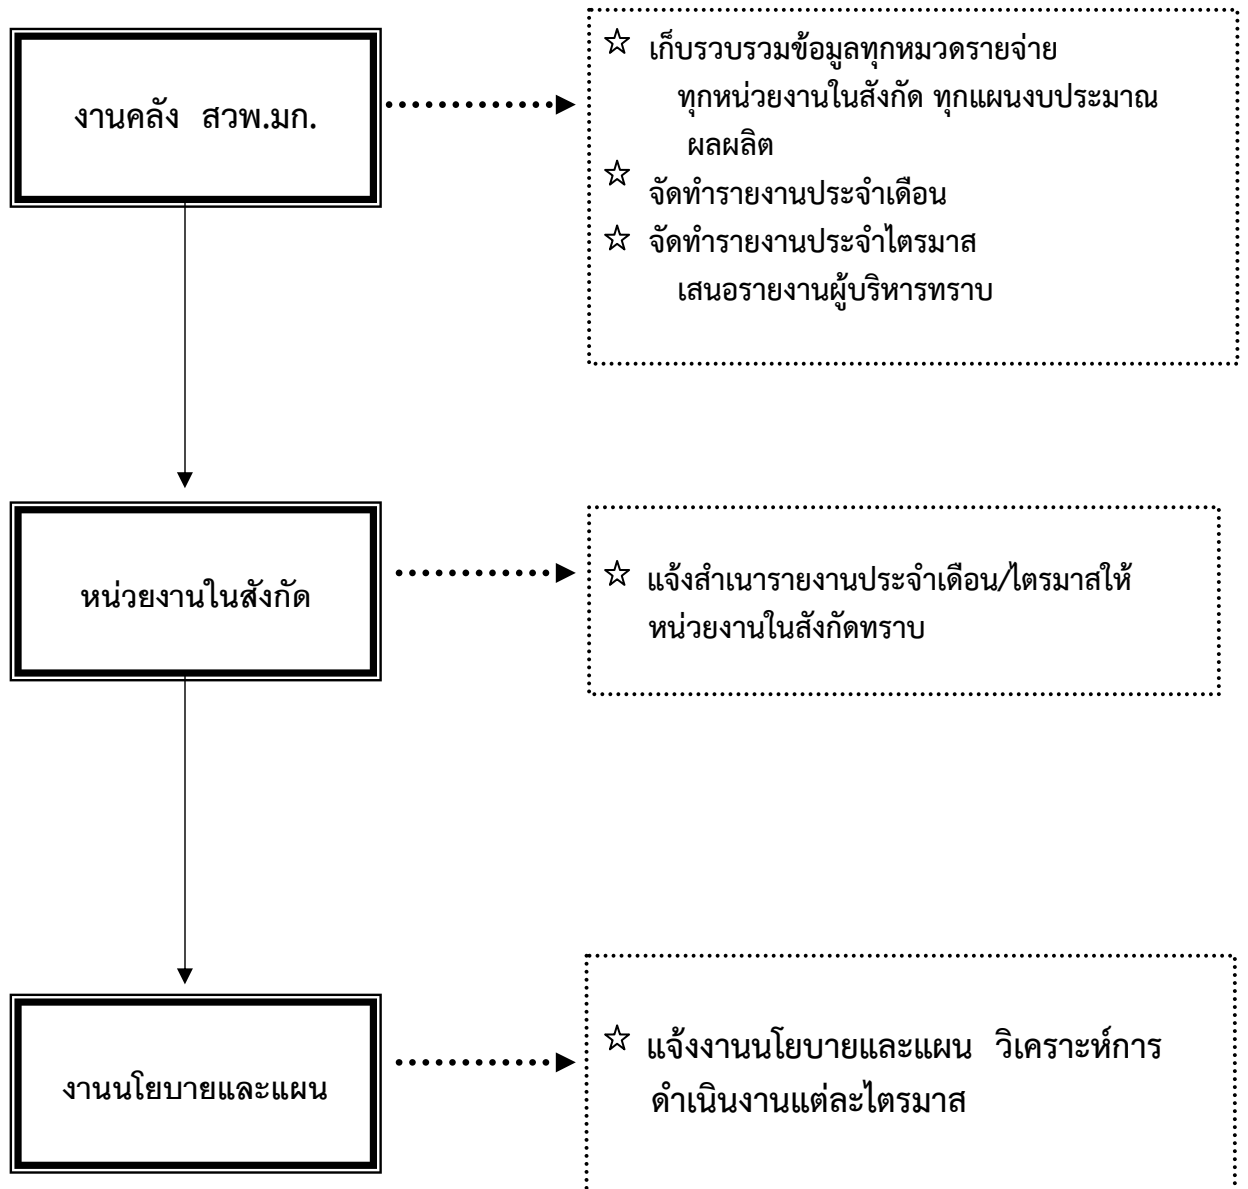 งานคลัง สวพ.มก.
☆ เก็บรวบรวมข้อมูลทุกหมวดรายจ่าย
ทุกหน่วยงานในสังกัด ทุกแผนงบประมาณ
ผลผลิต
☆ จัดทำรายงานประจำเดือน
☆ จัดทำรายงานประจำไตรมาส
เสนอรายงานผู้บริหารทราบ
หน่วยงานในสังกัด
☆ แจ้งสำเนารายงานประจำเดือน/ไตรมาสให้
หน่วยงานในสังกัดทราบ
งานนโยบายและแผน
☆ แจ้งงานนโยบายและแผน วิเคราะห์การ
ดำเนินงานแต่ละไตรมาส